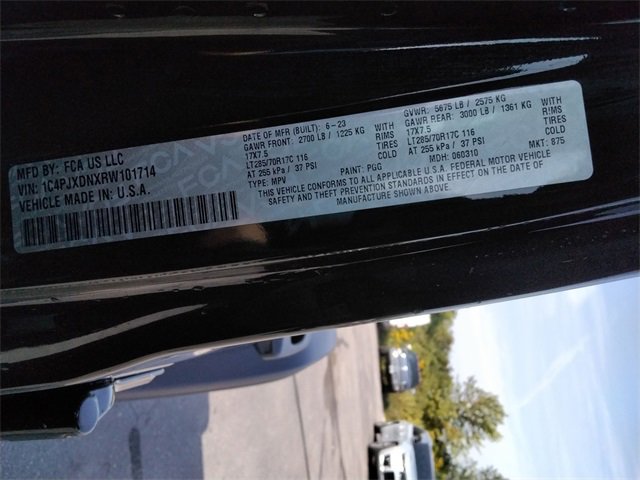 MFD BY: FCA US LLC
VIN: 1C4PJXDNXRW101714
VEHICLE MADE IN: U.S.A.
DATE OF MFR (BUILT): 6-23
GAWR FRONT: 2700 LB / 1225 KG WITH
17X7.5 RIMS
LT285/70R17C 116 TIRES
AT 255 kPa / 37 PSI COLD
GVWR: 5675 LB / 2575 KG
GAWR REAR: 3000 LB / 1361 KG WITH
17X7.5 RIMS
LT285/70R17C 116 TIRES
AT 255 kPa / 37 PSI COLD
TYPE: MPV PAINT: PGG MDH: 060310 MKT: 875
THIS VEHICLE CONFORMS TO ALL APPLICABLE U.S.A. FEDERAL MOTOR VEHICLE
SAFETY AND THEFT PREVENTION STANDARDS IN EFFECT ON THE DATE OF
MANUFACTURE SHOWN ABOVE.